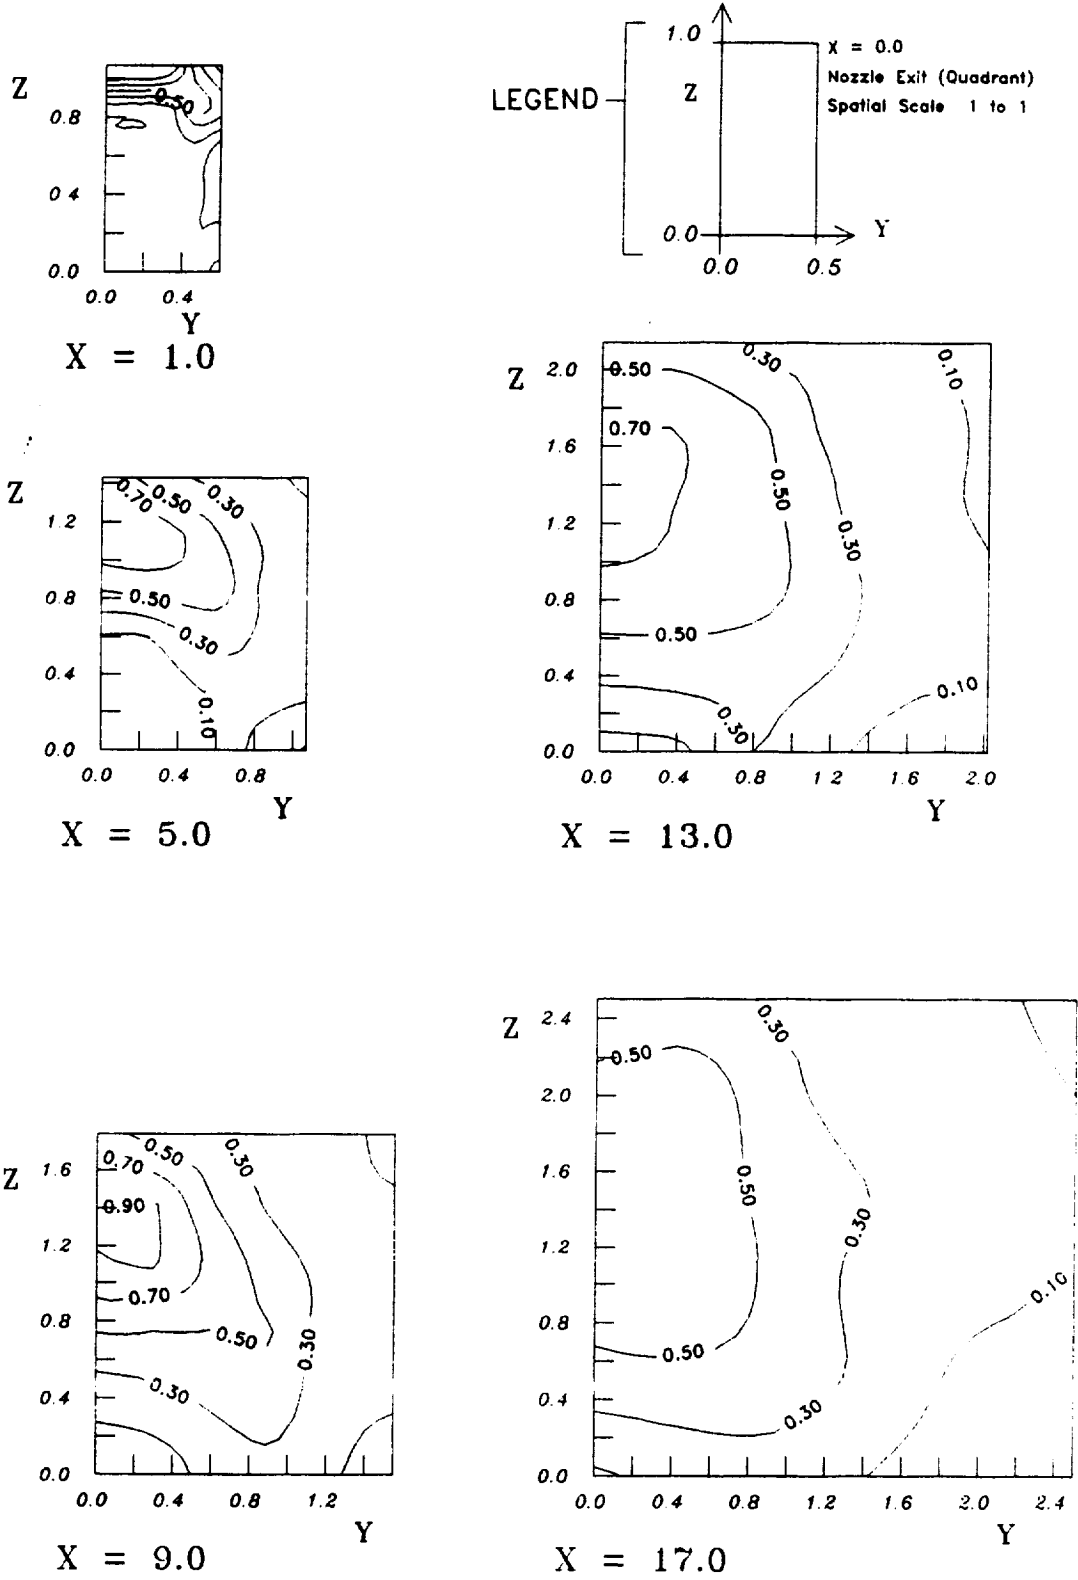 Z
0.50
0.8
0.4
0.0
0.0 0.4
Y
X = 1.0
LEGEND
1.0
Z
0.0
0.0 0.5
Y
X = 0.0
Nozzle Exit (Quadrant)
Spatial Scale 1 to 1
Z
0.70 0.50 0.30
1.2
0.8
0.50
0.30
0.4
0.10
0.0
0.0 0.4 0.8
Y
X = 5.0
Z
2.0
0.50
0.30
0.10
0.70
1.6
0.50
1.2
0.30
0.8
0.50
0.4
0.10
0.30
0.0
0.0 0.4 0.8 1.2 1.6 2.0
Y
X = 13.0
Z
1.6
0.70
0.50
0.30
0.90
1.2
0.70
0.8
0.50
0.30
0.4
0.30
0.0
0.0 0.4 0.8 1.2
Y
X = 9.0
Z
2.4
0.30
0.50
2.0
1.6
0.50
1.2
0.30
0.10
0.8
0.50
0.4
0.30
0.0
0.0 0.4 0.8 1.2 1.6 2.0 2.4
Y
X = 17.0